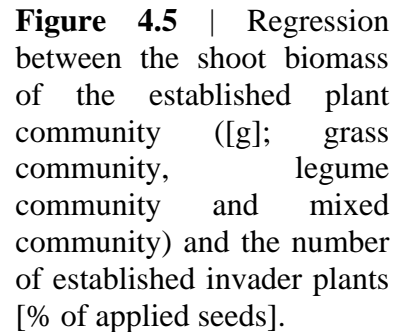 Figure 4.5 | Regression
between the shoot biomass
of the established plant
community ([g]; grass
community, legume
community and mixed
community) and the number
of established invader plants
[% of applied seeds].